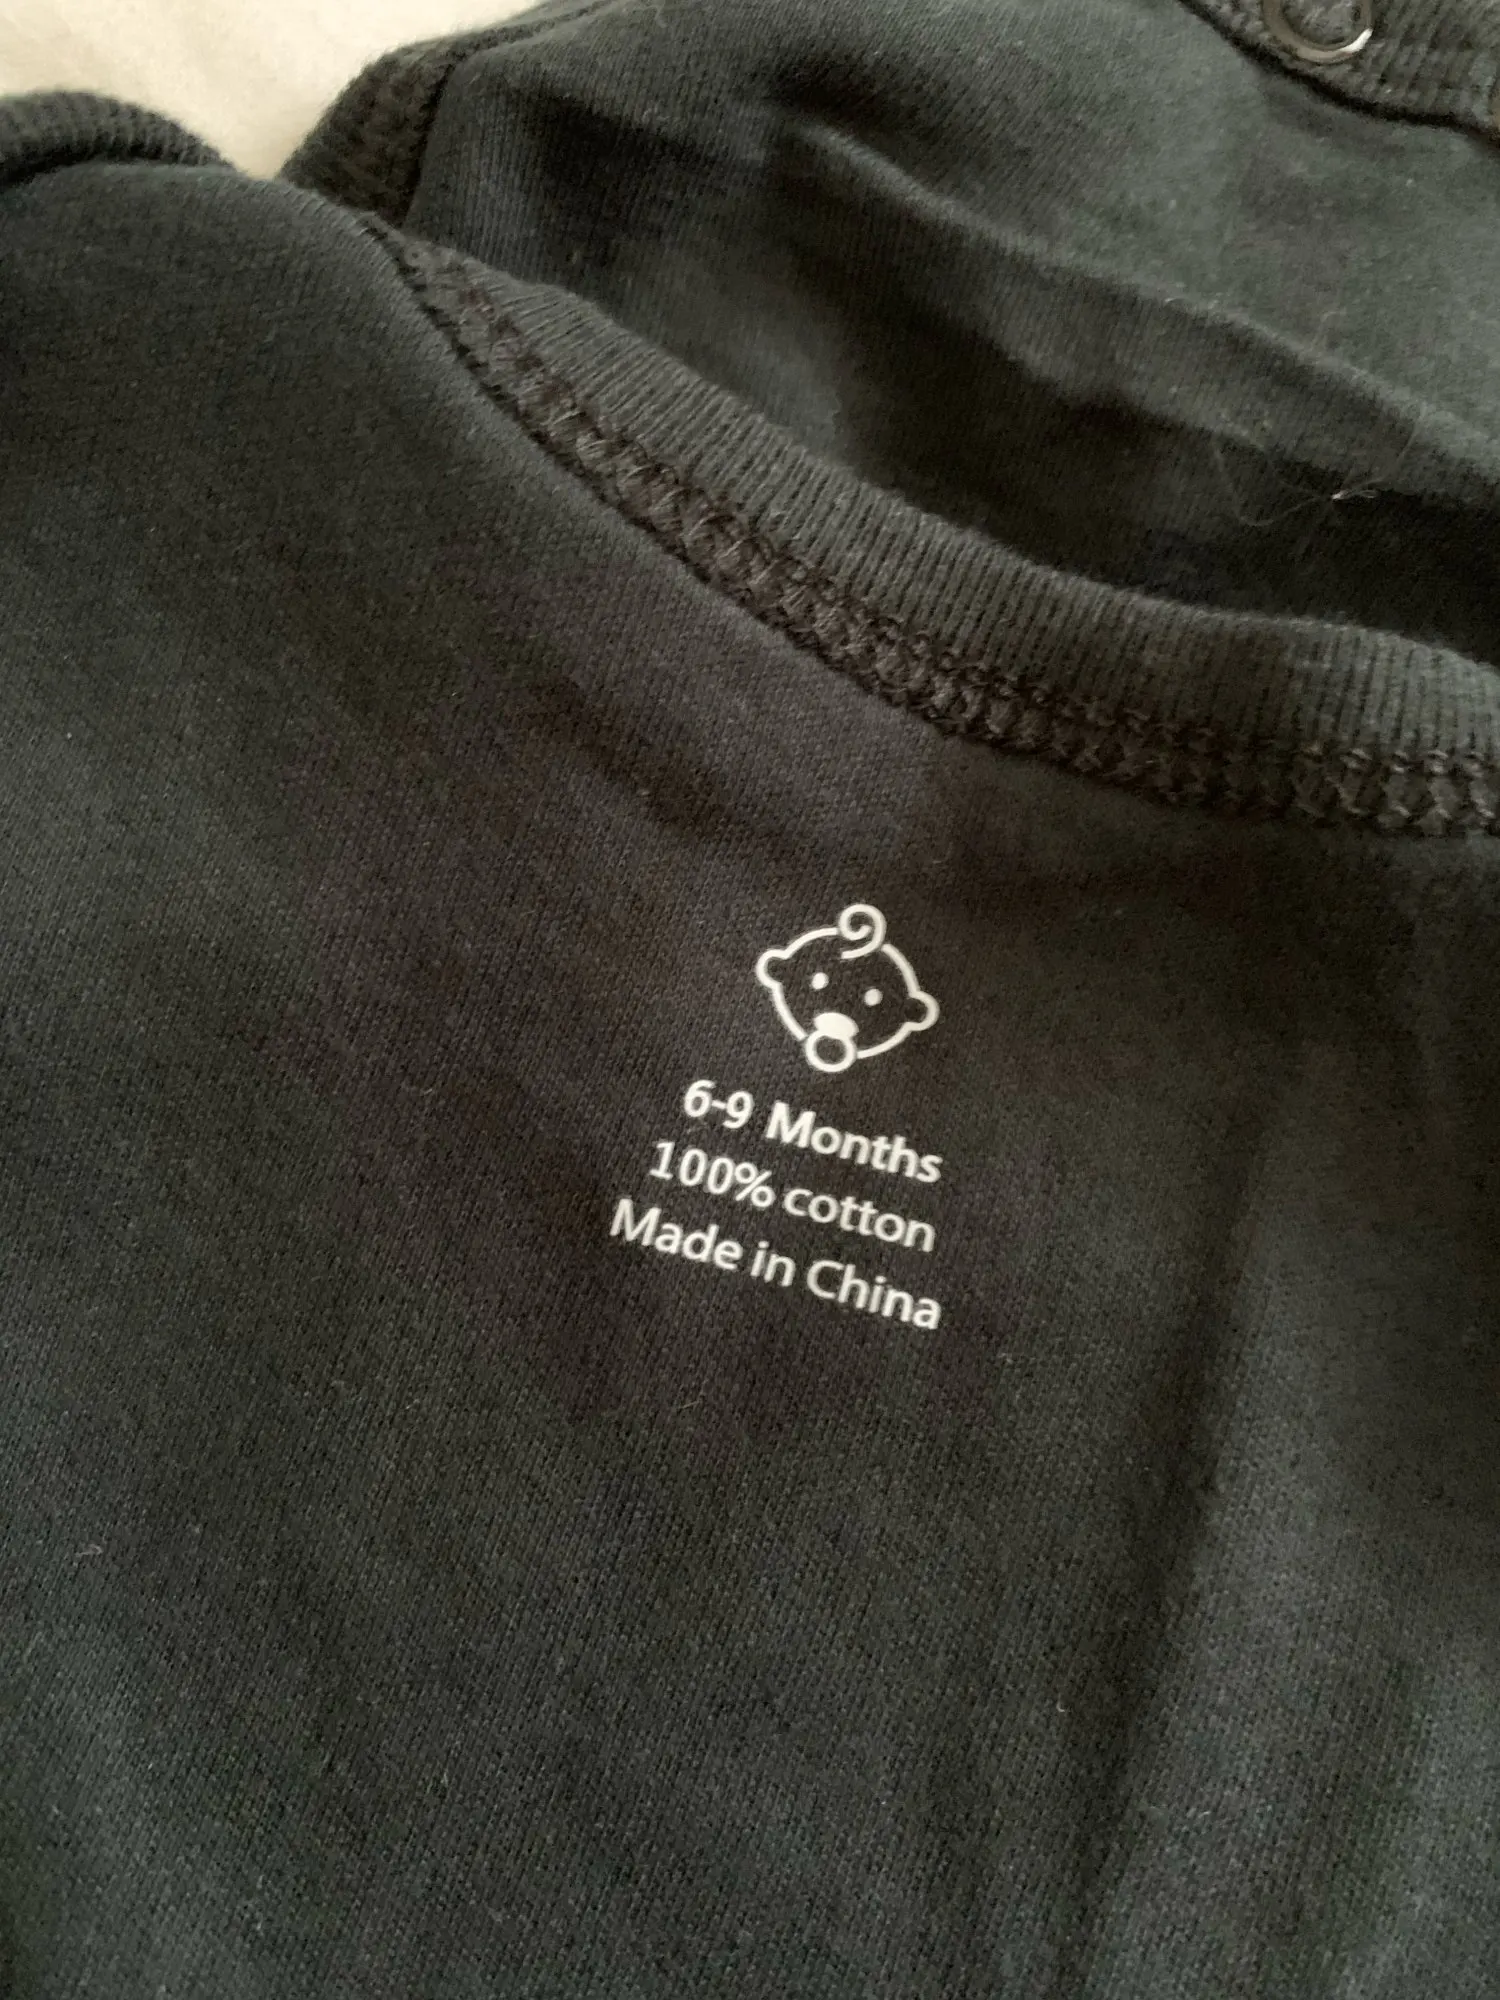 6-9 Months
100% cotton
Made in China